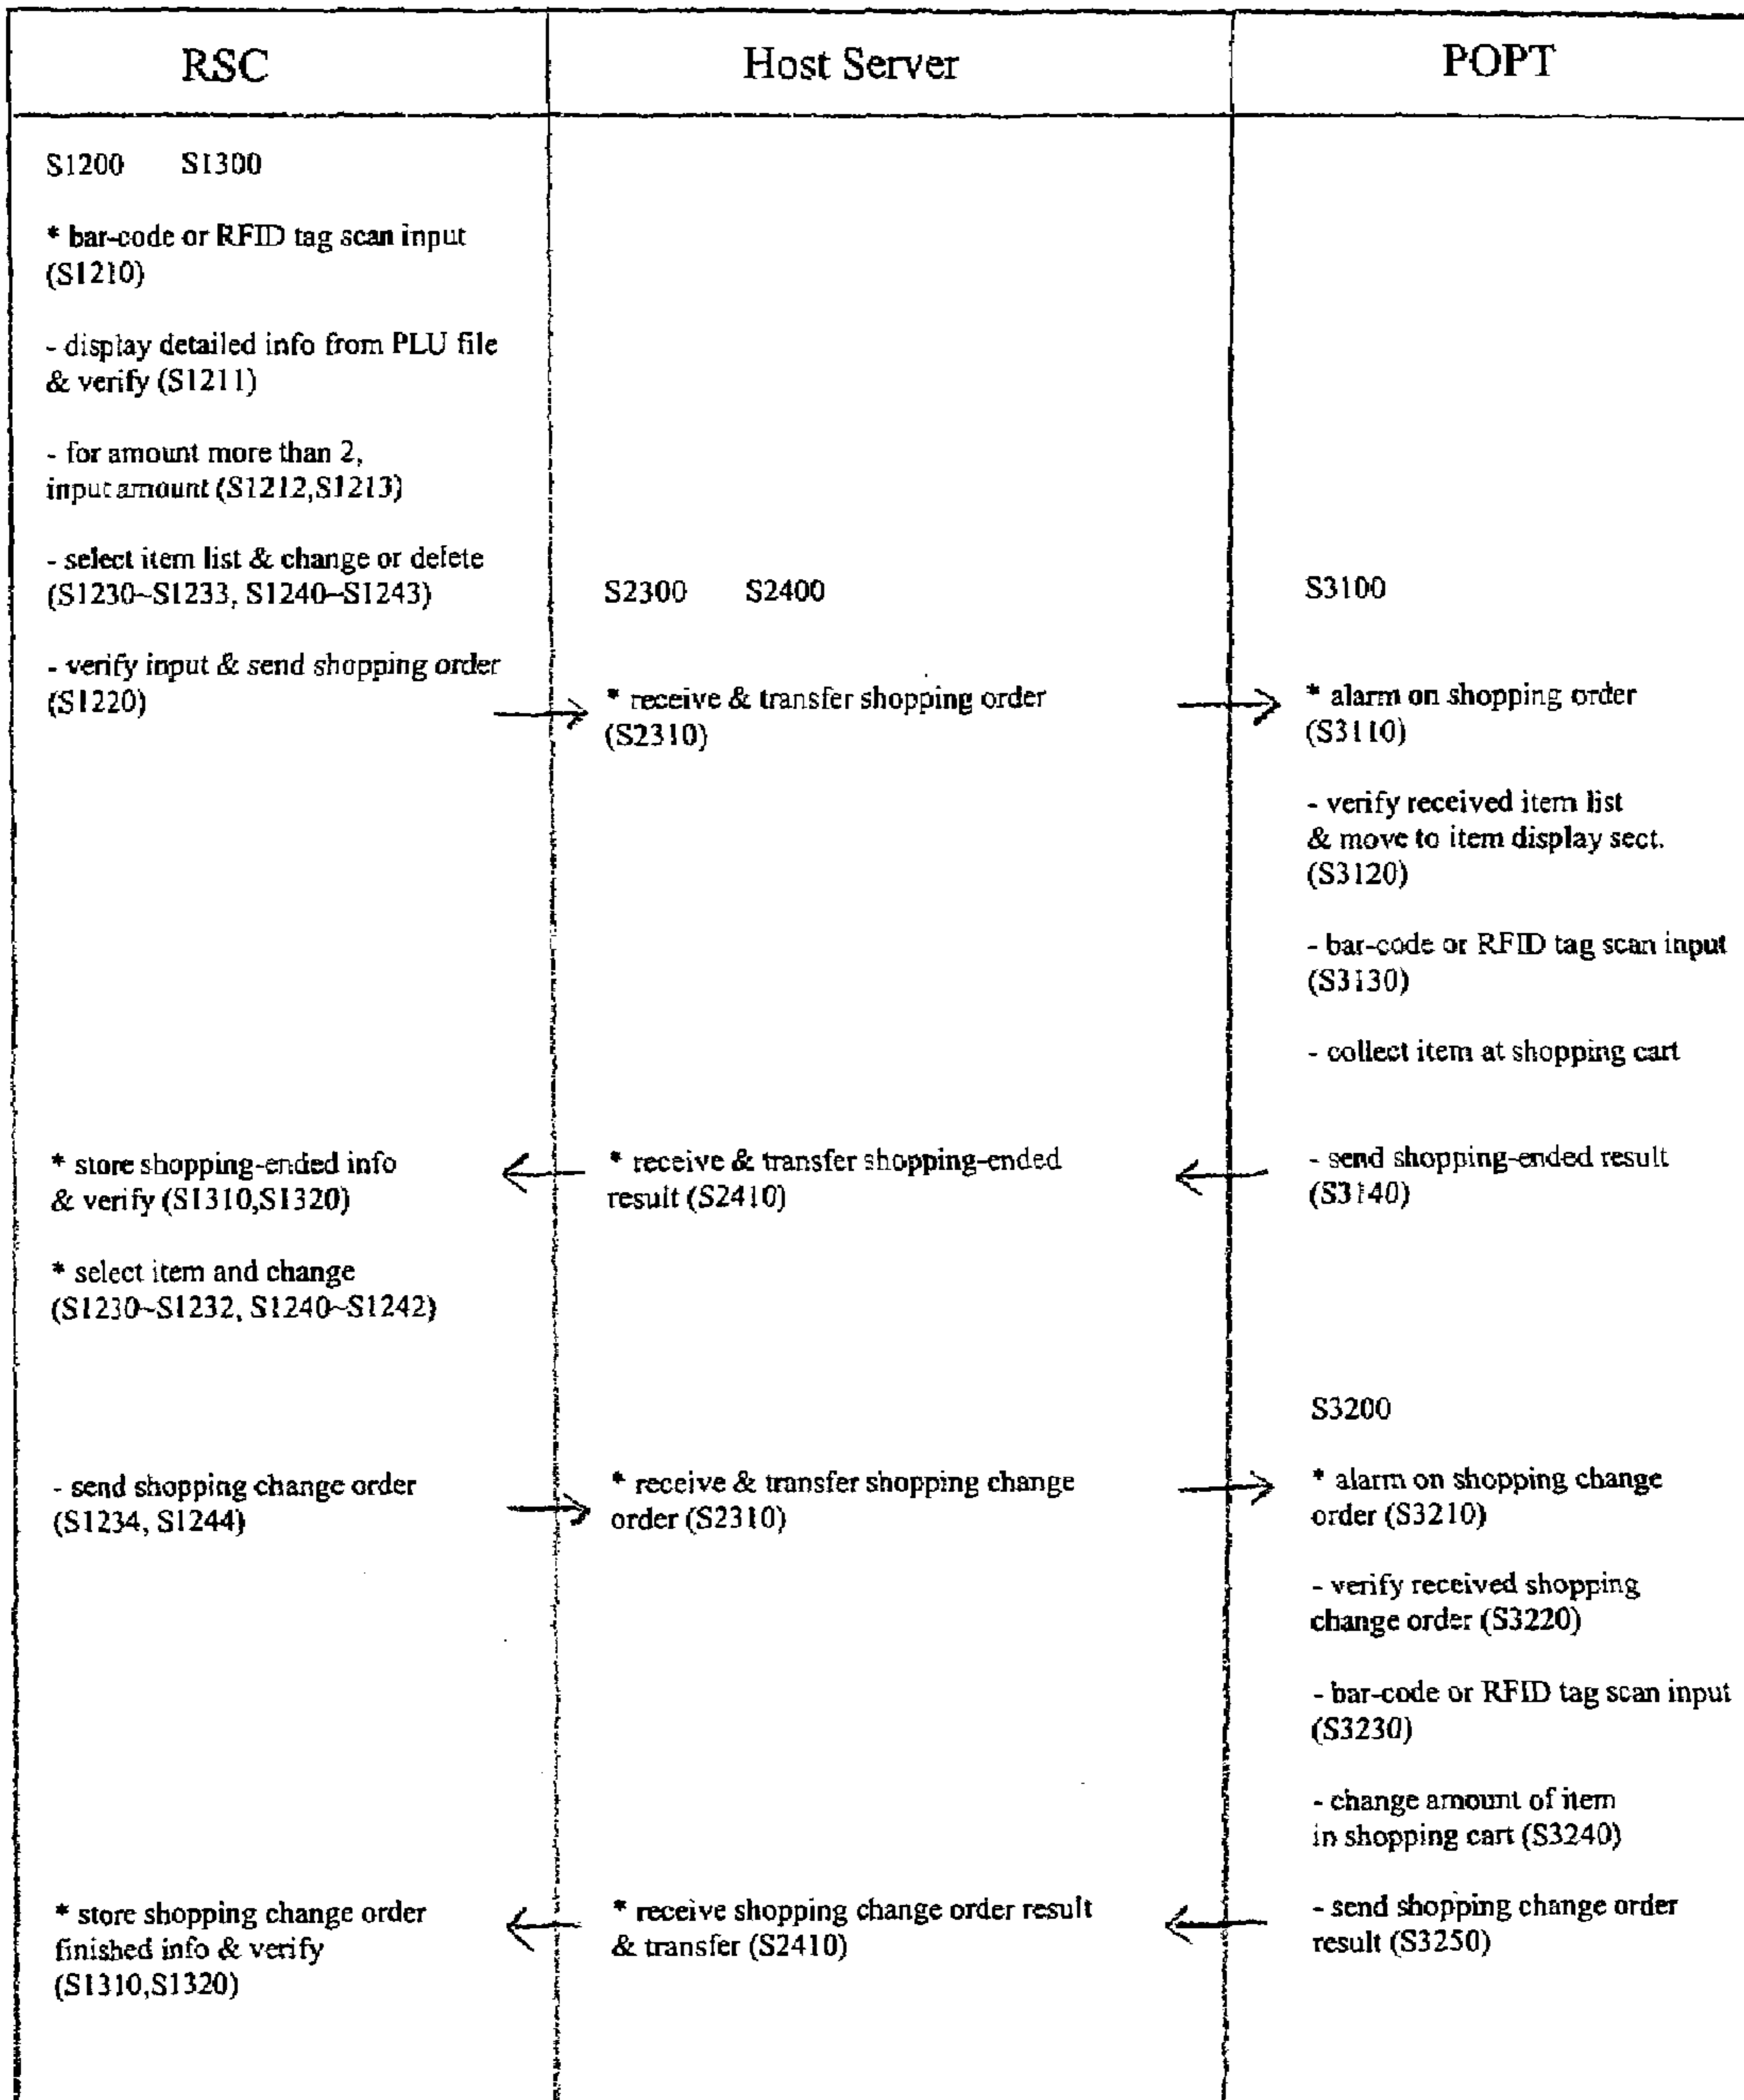 RSC
Host Server
POPT
S1200 S1300
* bar-code or RFID tag scan input
(S1210)
- display detailed info from PLU file
& verify (S1211)
- for amount more than 2,
input amount (S1212,S1213)
- select item list & change or delete
(S1230~S1233, S1240~S1243)
- verify input & send shopping order
(S1220)
S2300 S2400
* receive & transfer shopping order
(S2310)
S3100
* alarm on shopping order
(S3110)
- verify received item list
& move to item display sect.
(S3120)
- bar-code or RFID tag scan input
(S3130)
- collect item at shopping cart
- send shopping-ended result
(S3140)
* receive & transfer shopping-ended
result (S2410)
* store shopping-ended info
& verify (S1310,S1320)
* select item and change
(S1230~S1232, S1240~S1242)
- send shopping change order
(S1234, S1244)
* receive & transfer shopping change
order (S2310)
S3200
* alarm on shopping change
order (S3210)
- verify received shopping
change order (S3220)
- bar-code or RFID tag scan input
(S3230)
- change amount of item
in shopping cart (S3240)
- send shopping change order
result (S3250)
* receive shopping change order result
& transfer (S2410)
* store shopping change order
finished info & verify
(S1310,S1320)